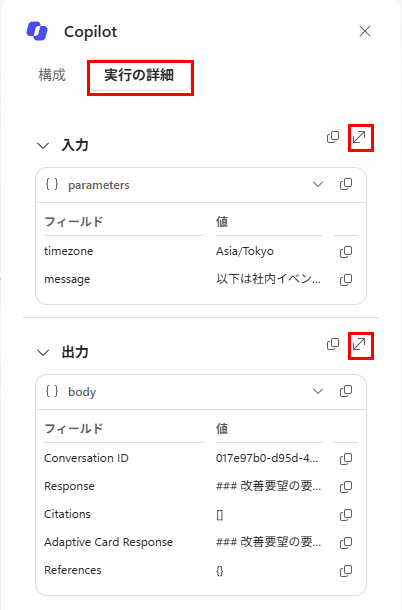 Copilot
構成 実行の詳細
入力
{ } parameters
フィールド 値
timezone Asia/Tokyo
message 以下は社内イベン...
出力
{ } body
フィールド 値
Conversation ID 017e97b0-d95d-4...
Response ### 改善要望の要...
Citations []
Adaptive Card Response ### 改善要望の要...
References {}